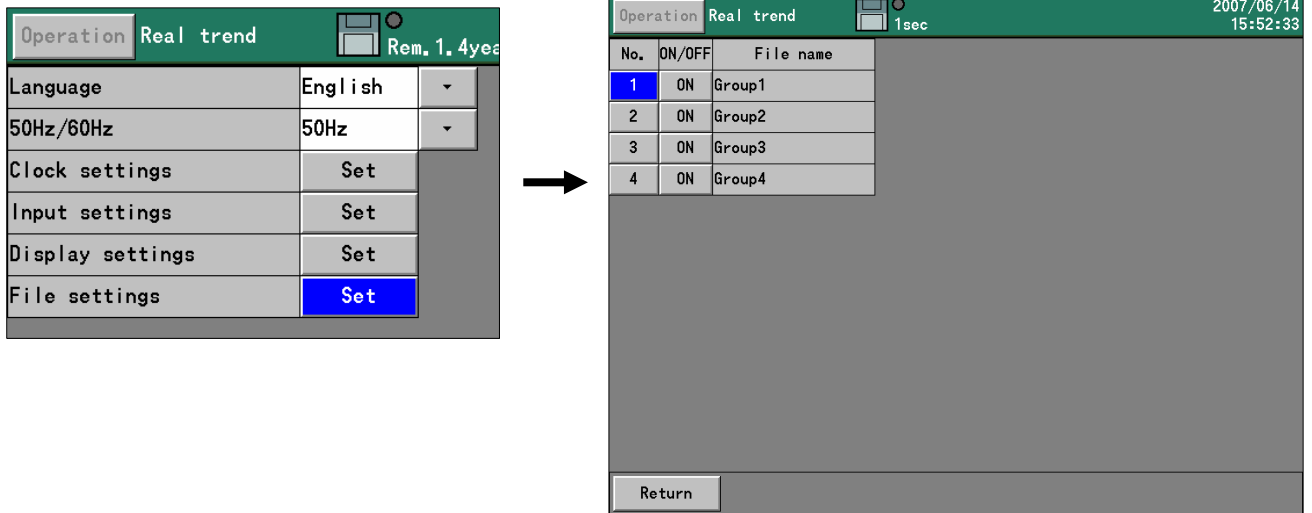 Operation Real trend
Rem.1.4yea
Language English
50Hz/60Hz 50Hz
Clock settings Set
Input settings Set
Display settings Set
File settings Set
Operation Real trend 1sec 2007/06/14
15:52:33
No. ON/OFF File name
1 ON Group1
2 ON Group2
3 ON Group3
4 ON Group4
Return